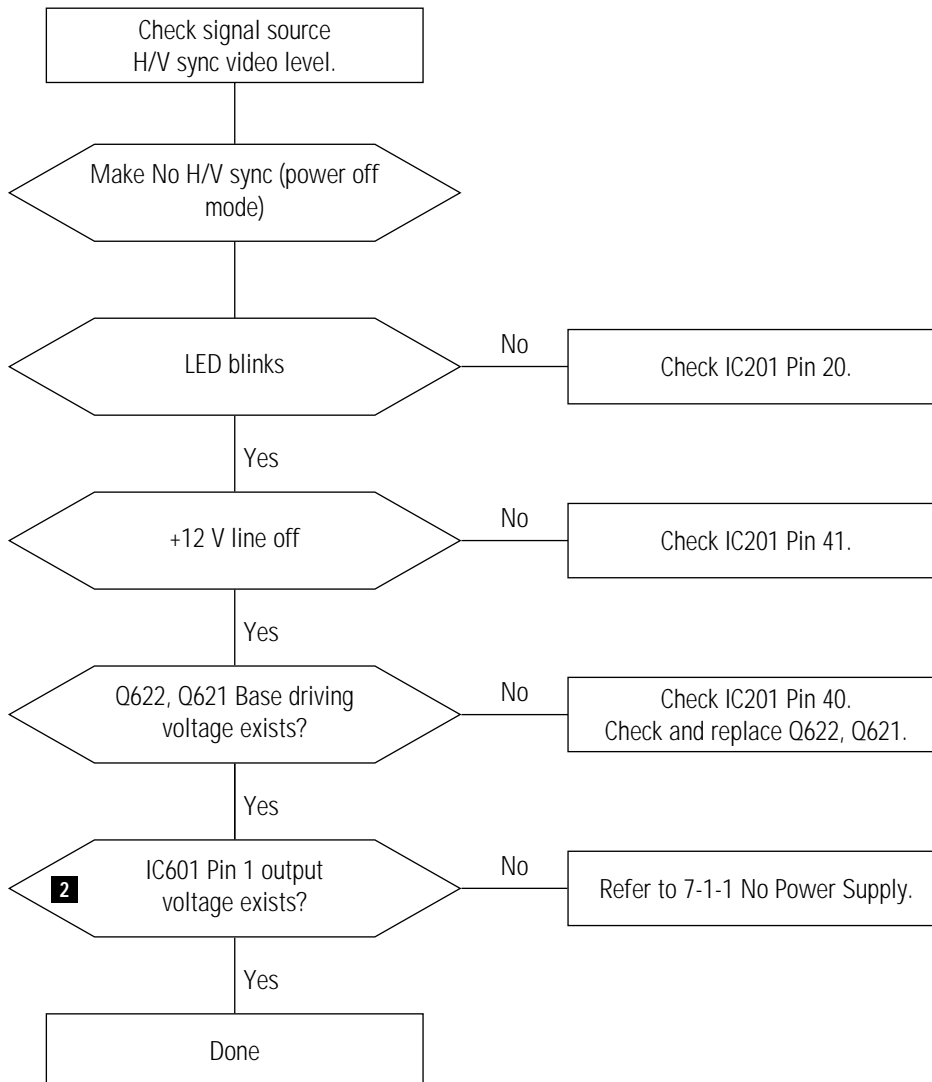 Check signal source
H/V sync video level.
Make No H/V sync (power off
mode)
LED blinks
No
Check IC201 Pin 20.
Yes
+12 V line off
No
Check IC201 Pin 41.
Yes
Q622, Q621 Base driving
voltage exists?
No
Check IC201 Pin 40.
Check and replace Q622, Q621.
Yes
2
IC601 Pin 1 output
voltage exists?
No
Refer to 7-1-1 No Power Supply.
Yes
Done